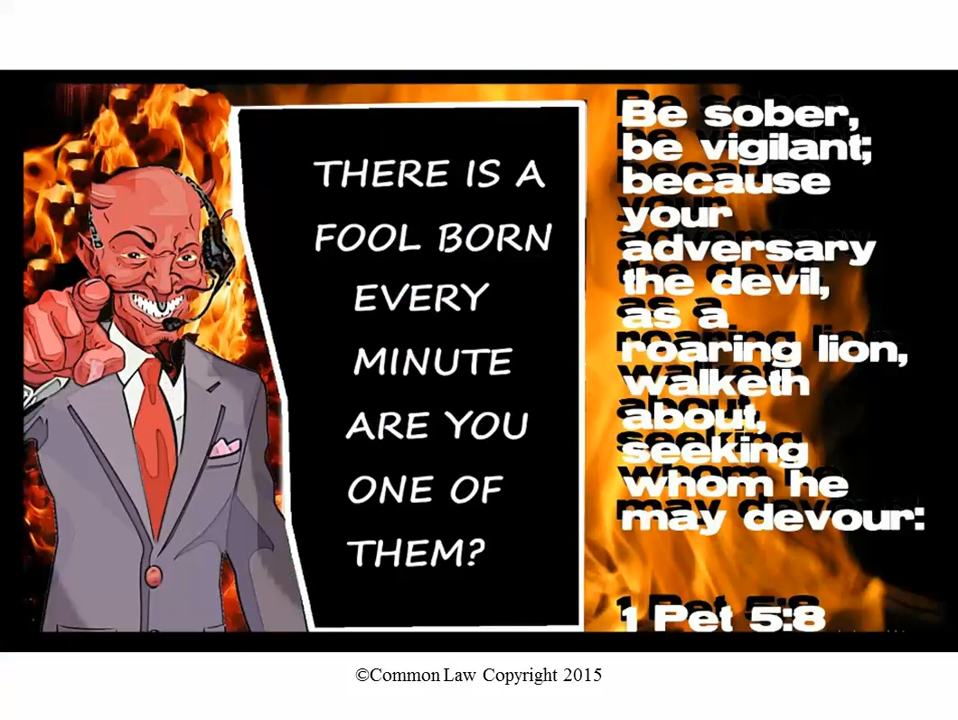 THERE IS A
FOOL BORN
EVERY
MINUTE
ARE YOU
ONE OF
THEM?
Be sober,
be vigilant;
because
your
adversary
the devil,
as a
roaring lion,
walketh
about,
seeking
whom he
may devour:
1 Pet 5:8
©Common Law Copyright 2015